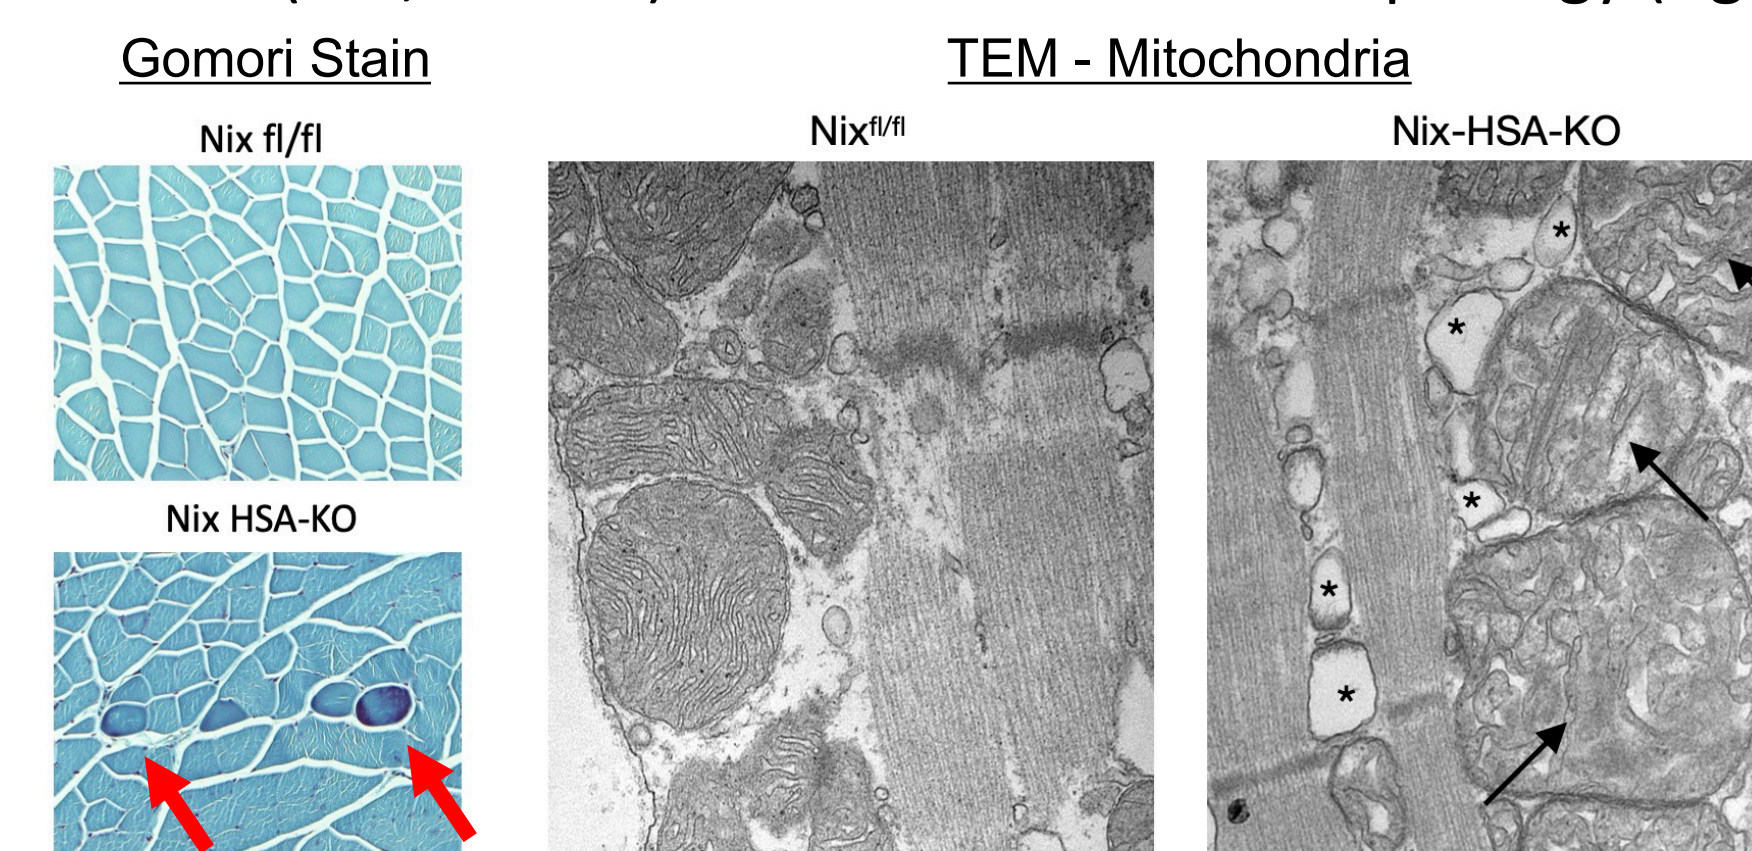 Gomori Stain
TEM - Mitochondria
Nix fl/fl
Nixfl/fl
Nix-HSA-KO
*
*
*
Nix HSA-KO
*
*